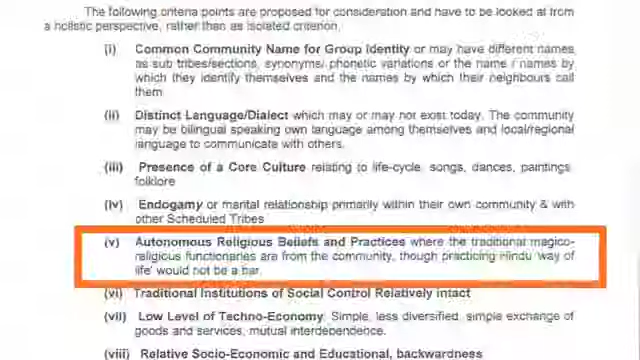 The following criteria points are proposed for consideration and have to be looked at from
a holistic perspective, rather than as isolated criterion.
(i) Common Community Name for Group Identity or may have different names
as sub tribes/sections, synonyms/ phonetic variations or the name / names by
which they identify themselves and the names by which their neighbours call
them
(ii) Distinct Language/Dialect which may or may not exist today. The community
may be bilingual speaking own language among themselves and local/regional
language to communicate with others.
(iii) Presence of a Core Culture relating to life-cycle, songs, dances, paintings,
folklore
(iv) Endogamy or marital relationship primarily within their own community & with
other Scheduled Tribes
(v) Autonomous Religious Beliefs and Practices where the traditional magico-
religious functionaries are from the community, though practicing Hindu 'way of
life' would not be a bar.
(vi) Traditional Institutions of Social Control Relatively intact
(vii) Low Level of Techno-Economy: Simple, less diversified, simple exchange of
goods and services, mutual interdependence.
(viii) Relative Socio-Economic and Educational, backwardness